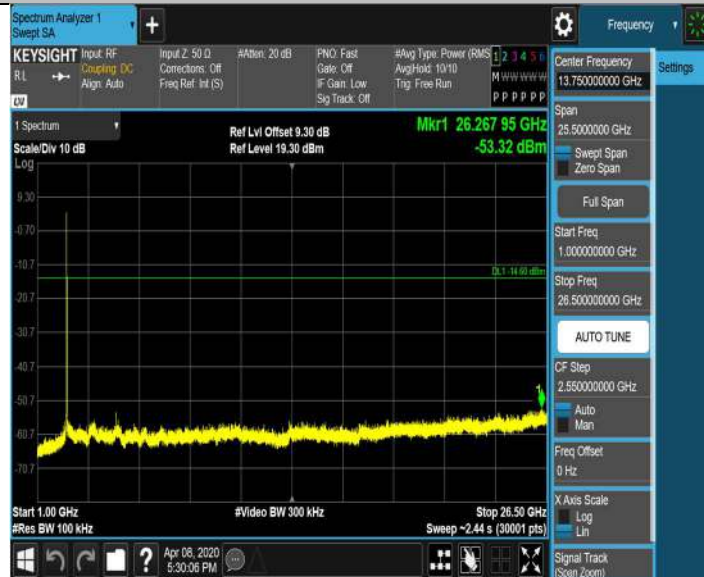 Spectrum Analyzer 1
Swept SA
Frequency
KEYSIGHT
RL
Input: RF
Coupling: DC
Align: Auto
Input Z: 50 Ω
Corrections: Off
Freq Ref: Int (S)
#Atten: 20 dB
PNO: Fast
Gate: Off
IF Gain: Low
Sig Track: Off
#Avg Type: Power (RMS
Avg|Hold: 10/10
Trig: Free Run
1 2 3 4 5 6
M W W W W W
P P P P P P
1 Spectrum
Scale/Div 10 dB
Ref Lvl Offset 9.30 dB
Ref Level 19.30 dBm
Mkr1 26.267 95 GHz
-53.32 dBm
Log
9.30
-0.70
-10.7
DL1 -14.60 dBm
-20.7
-30.7
-40.7
-50.7
1
-60.7
-70.7
Start 1.00 GHz
#Res BW 100 kHz
#Video BW 300 kHz
Stop 26.50 GHz
Sweep ~2.44 s (30001 pts)
Apr 08, 2020
5:30:06 PM
Center Frequency
13.750000000 GHz
Settings
Span
25.5000000 GHz
Swept Span
Zero Span
Full Span
Start Freq
1.000000000 GHz
Stop Freq
26.500000000 GHz
AUTO TUNE
CF Step
2.550000000 GHz
Auto
Man
Freq Offset
0 Hz
X Axis Scale
Log
Lin
Signal Track
(Span Zoom)